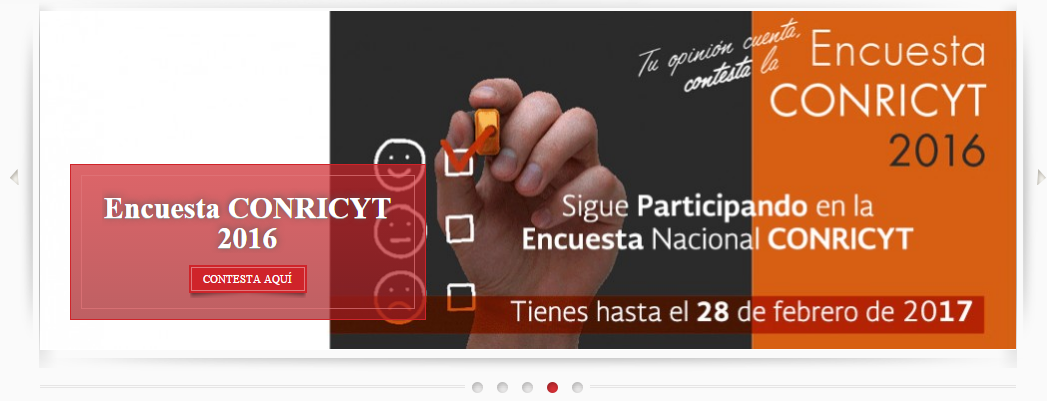 Tu opinión cuenta,
contesta la
Encuesta
CONRICYT
2016
Encuesta CONRICYT
2016
CONTESTA AQUÍ
Sigue Participando en la
Encuesta Nacional CONRICYT
Tienes hasta el 28 de febrero de 2017